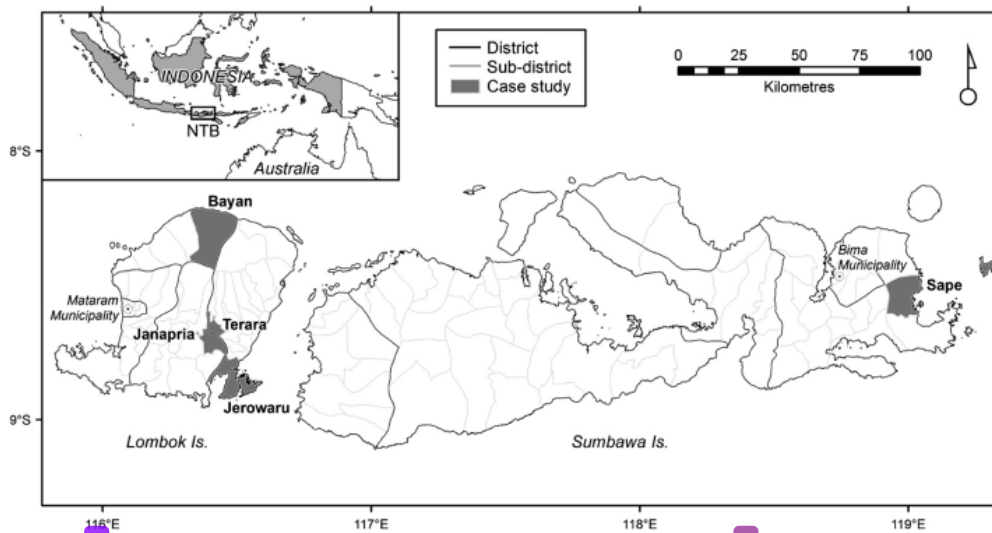 INDONESIA
NTB
Australia
District
Sub-district
Case study
0 25 50 75 100
Kilometres
8°S
9°S
Bayan
Mataram
Municipality
Janapria
Terara
Jerowaru
Lombok Is.
Sumbawa Is.
Bima
Municipality
Sape
116°E
117°E
118°E
119°E